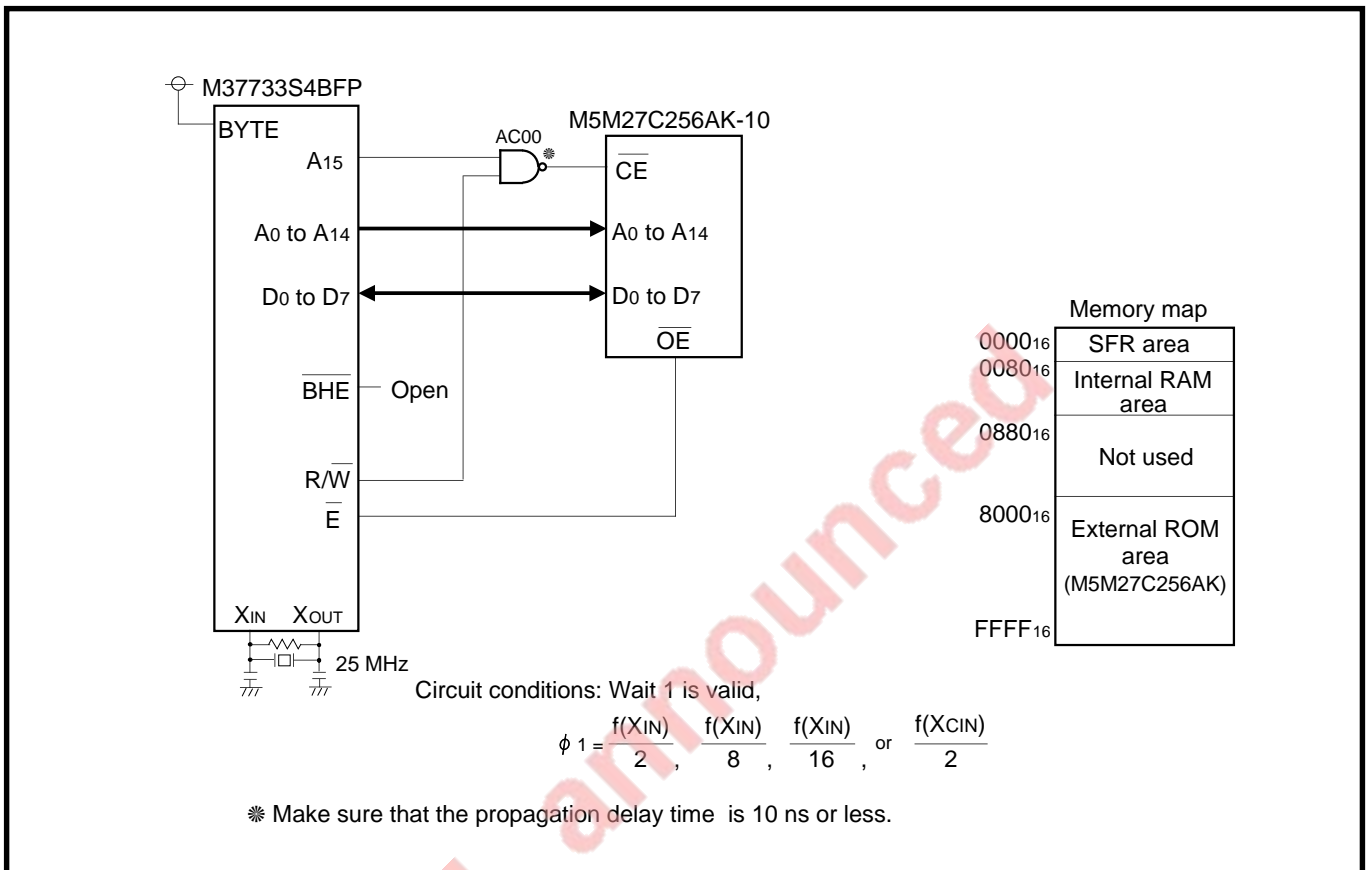 M37733S4BFP
BYTE
A15
A0 to A14
D0 to D7
BHE
Open
R/W
E
XIN XOUT
25 MHz
AC00
※
M5M27C256AK-10
CE
A0 to A14
D0 to D7
OE
Memory map
000016
SFR area
008016
Internal RAM
area
088016
Not used
800016
External ROM
area
(M5M27C256AK)
FFFF16
Circuit conditions: Wait 1 is valid,
ϕ 1 = f(XIN)/2 , f(XIN)/8 , f(XIN)/16 , or f(XCIN)/2
※ Make sure that the propagation delay time is 10 ns or less.
announced